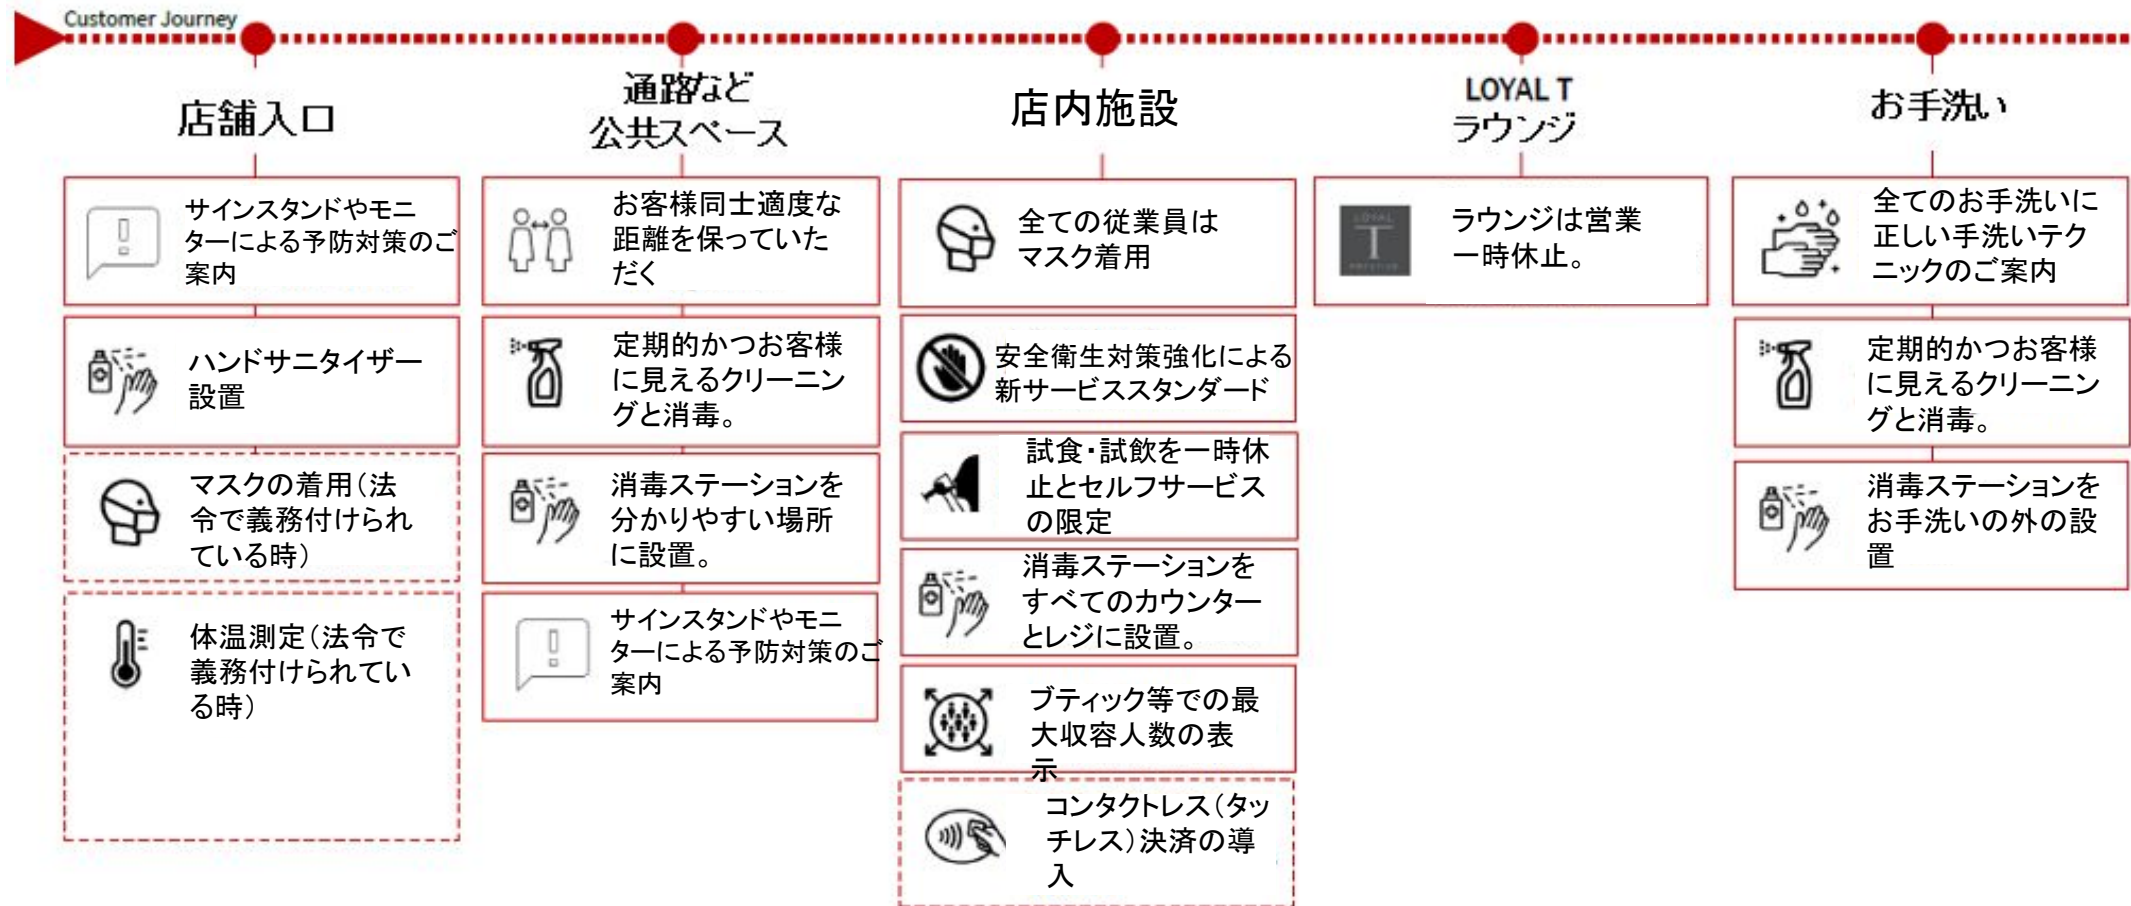 Customer Journey
店舗入口
サインスタンドやモニ
ターによる予防対策のご
案内
ハンドサニタイザー
設置
マスクの着用（法
令で義務付けられ
ている時）
体温測定（法令で
義務付けられてい
る時）
通路など
公共スペース
お客様同士適度な
距離を保っていた
だく
定期的かつお客様
に見えるクリーニン
グと消毒。
消毒ステーションを
分かりやすい場所
に設置。
サインスタンドやモニ
ターによる予防対策のご
案内
店内施設
全ての従業員は
マスク着用
安全衛生対策強化による
新サービススタンダード
試食・試飲を一時休
止とセルフサービス
の限定
消毒ステーションを
すべてのカウンター
とレジに設置。
ブティック等での最
大収容人数の表
示
コンタクトレス（タッ
チレス）決済の導
入
LOYAL T
ラウンジ
LOYAL
T
ラウンジは営業
一時休止。
お手洗い
全てのお手洗いに
正しい手洗いテク
ニックのご案内
定期的かつお客様
に見えるクリーニン
グと消毒。
消毒ステーションを
お手洗いの外の設
置